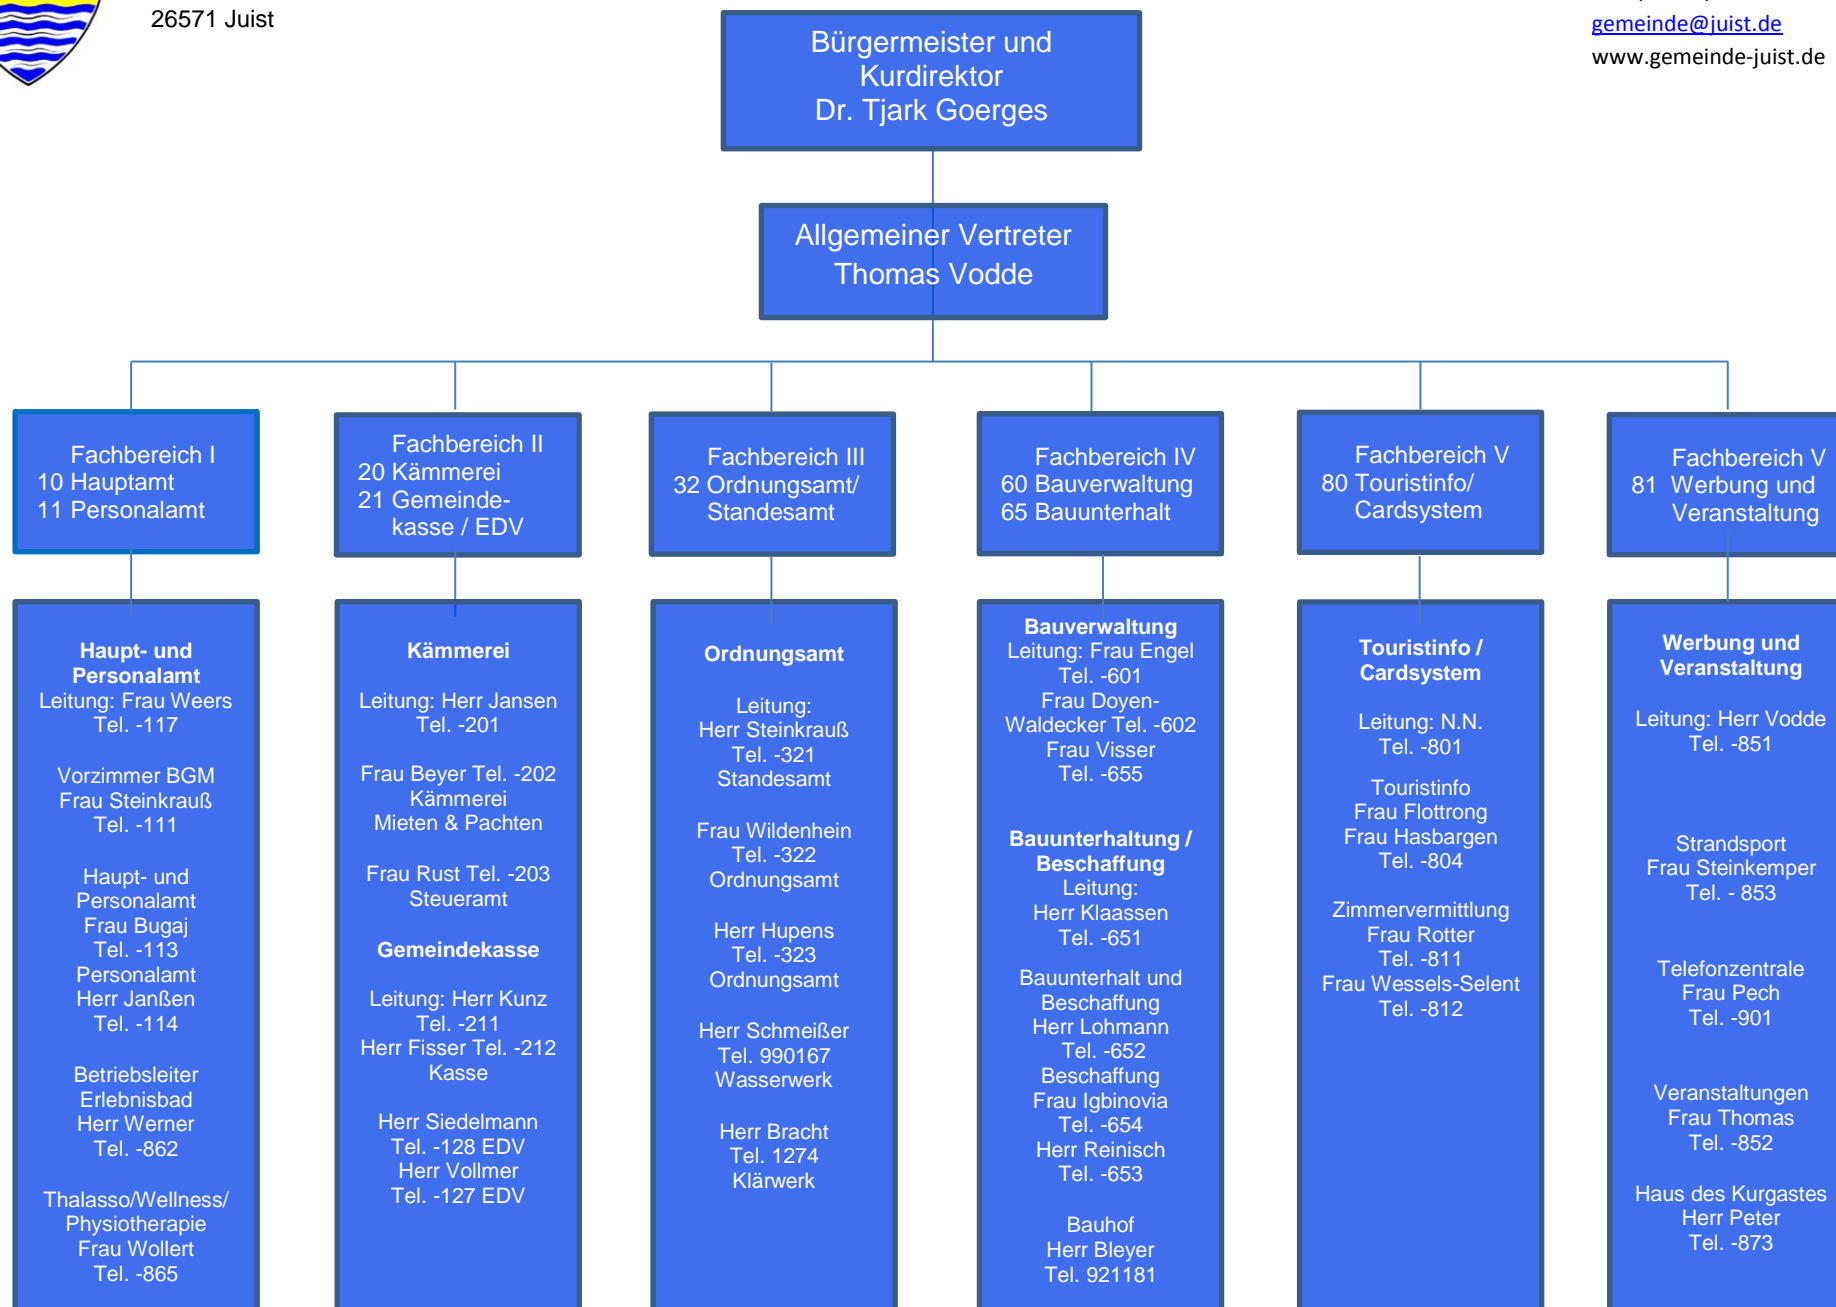 26571 Juist
gemeinde@juist.de
www.gemeinde-juist.de
Bürgermeister und
Kurdirektor
Dr. Tjark Goerges
Allgemeiner Vertreter
Thomas Vodde
Fachbereich I
10 Hauptamt
11 Personalamt
Fachbereich II
20 Kämmerei
21 Gemeinde-
kasse / EDV
Fachbereich III
32 Ordnungsamt/
Standesamt
Fachbereich IV
60 Bauverwaltung
65 Bauunterhalt
Fachbereich V
80 Touristinfo/
Cardsystem
Fachbereich V
81 Werbung und
Veranstaltung
Haupt- und
Personalamt
Leitung: Frau Weers
Tel. -117
Vorzimmer BGM
Frau Steinkrauß
Tel. -111
Haupt- und
Personalamt
Frau Bugaj
Tel. -113
Personalamt
Herr Janßen
Tel. -114
Betriebsleiter
Erlebnisbad
Herr Werner
Tel. -862
Thalasso/Wellness/
Physiotherapie
Frau Wollert
Tel. -865
Kämmerei
Leitung: Herr Jansen
Tel. -201
Frau Beyer Tel. -202
Kämmerei
Mieten & Pachten
Frau Rust Tel. -203
Steueramt
Gemeindekasse
Leitung: Herr Kunz
Tel. -211
Herr Fisser Tel. -212
Kasse
Herr Siedelmann
Tel. -128 EDV
Herr Vollmer
Tel. -127 EDV
Ordnungsamt
Leitung:
Herr Steinkrauß
Tel. -321
Standesamt
Frau Wildenhein
Tel. -322
Ordnungsamt
Herr Hupens
Tel. -323
Ordnungsamt
Herr Schmeißer
Tel. 990167
Wasserwerk
Herr Bracht
Tel. 1274
Klärwerk
Bauverwaltung
Leitung: Frau Engel
Tel. -601
Frau Doyen-
Waldecker Tel. -602
Frau Visser
Tel. -655
Bauunterhaltung /
Beschaffung
Leitung:
Herr Klaassen
Tel. -651
Bauunterhalt und
Beschaffung
Herr Lohmann
Tel. -652
Beschaffung
Frau Igbinovia
Tel. -654
Herr Reinisch
Tel. -653
Bauhof
Herr Bleyer
Tel. 921181
Touristinfo /
Cardsystem
Leitung: N.N.
Tel. -801
Touristinfo
Frau Flottrong
Frau Hasbargen
Tel. -804
Zimmervermittlung
Frau Rotter
Tel. -811
Frau Wessels-Selent
Tel. -812
Werbung und
Veranstaltung
Leitung: Herr Vodde
Tel. -851
Strandsport
Frau Steinkemper
Tel. - 853
Telefonzentrale
Frau Pech
Tel. -901
Veranstaltungen
Frau Thomas
Tel. -852
Haus des Kurgastes
Herr Peter
Tel. -873